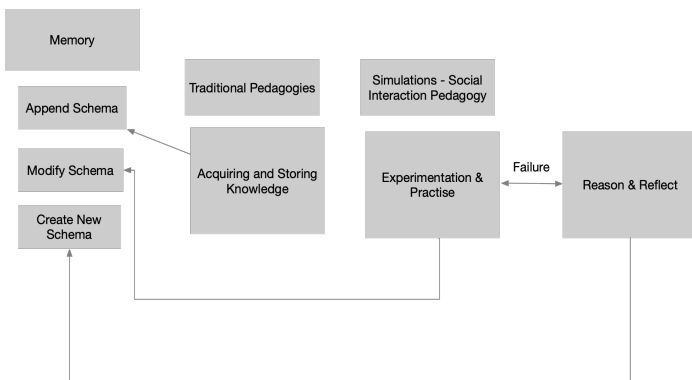 Memory
Traditional Pedagogies
Simulations - Social
Interaction Pedagogy
Append Schema
Modify Schema
Create New
Schema
Acquiring and Storing
Knowledge
Experimentation &
Practise
Failure
Reason & Reflect